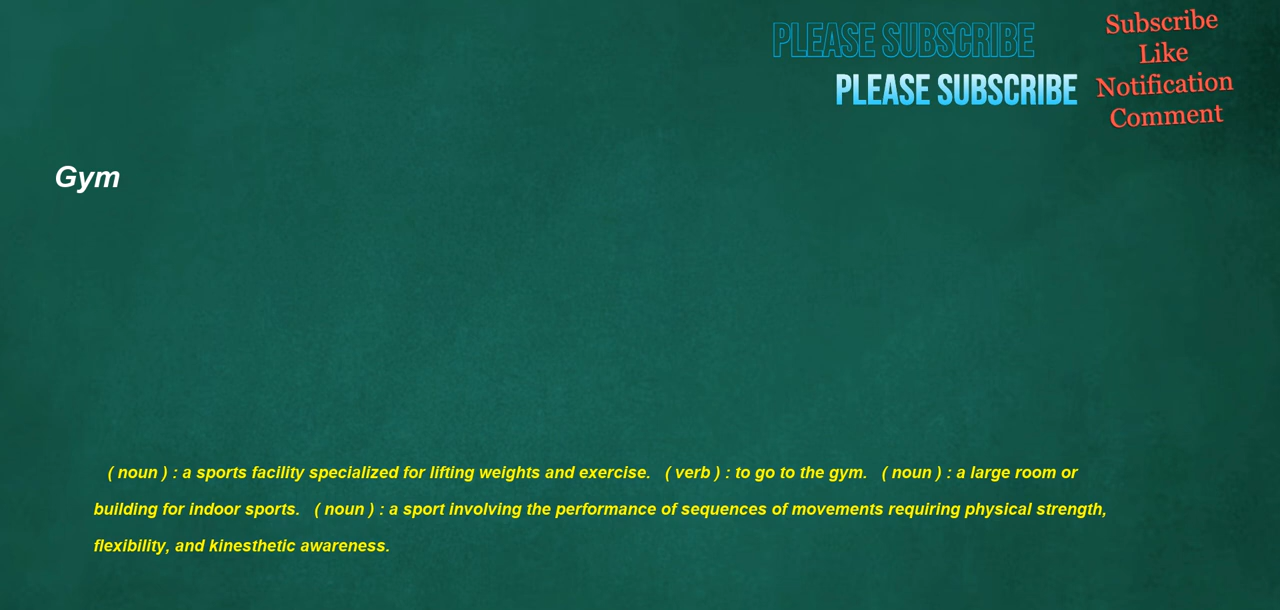 PLEASE SUBSCRIBE
PLEASE SUBSCRIBE
Subscribe
Like
Notification
Comment
Gym
( noun ) : a sports facility specialized for lifting weights and exercise. ( verb ) : to go to the gym. ( noun ) : a large room or
building for indoor sports. ( noun ) : a sport involving the performance of sequences of movements requiring physical strength,
flexibility, and kinesthetic awareness.